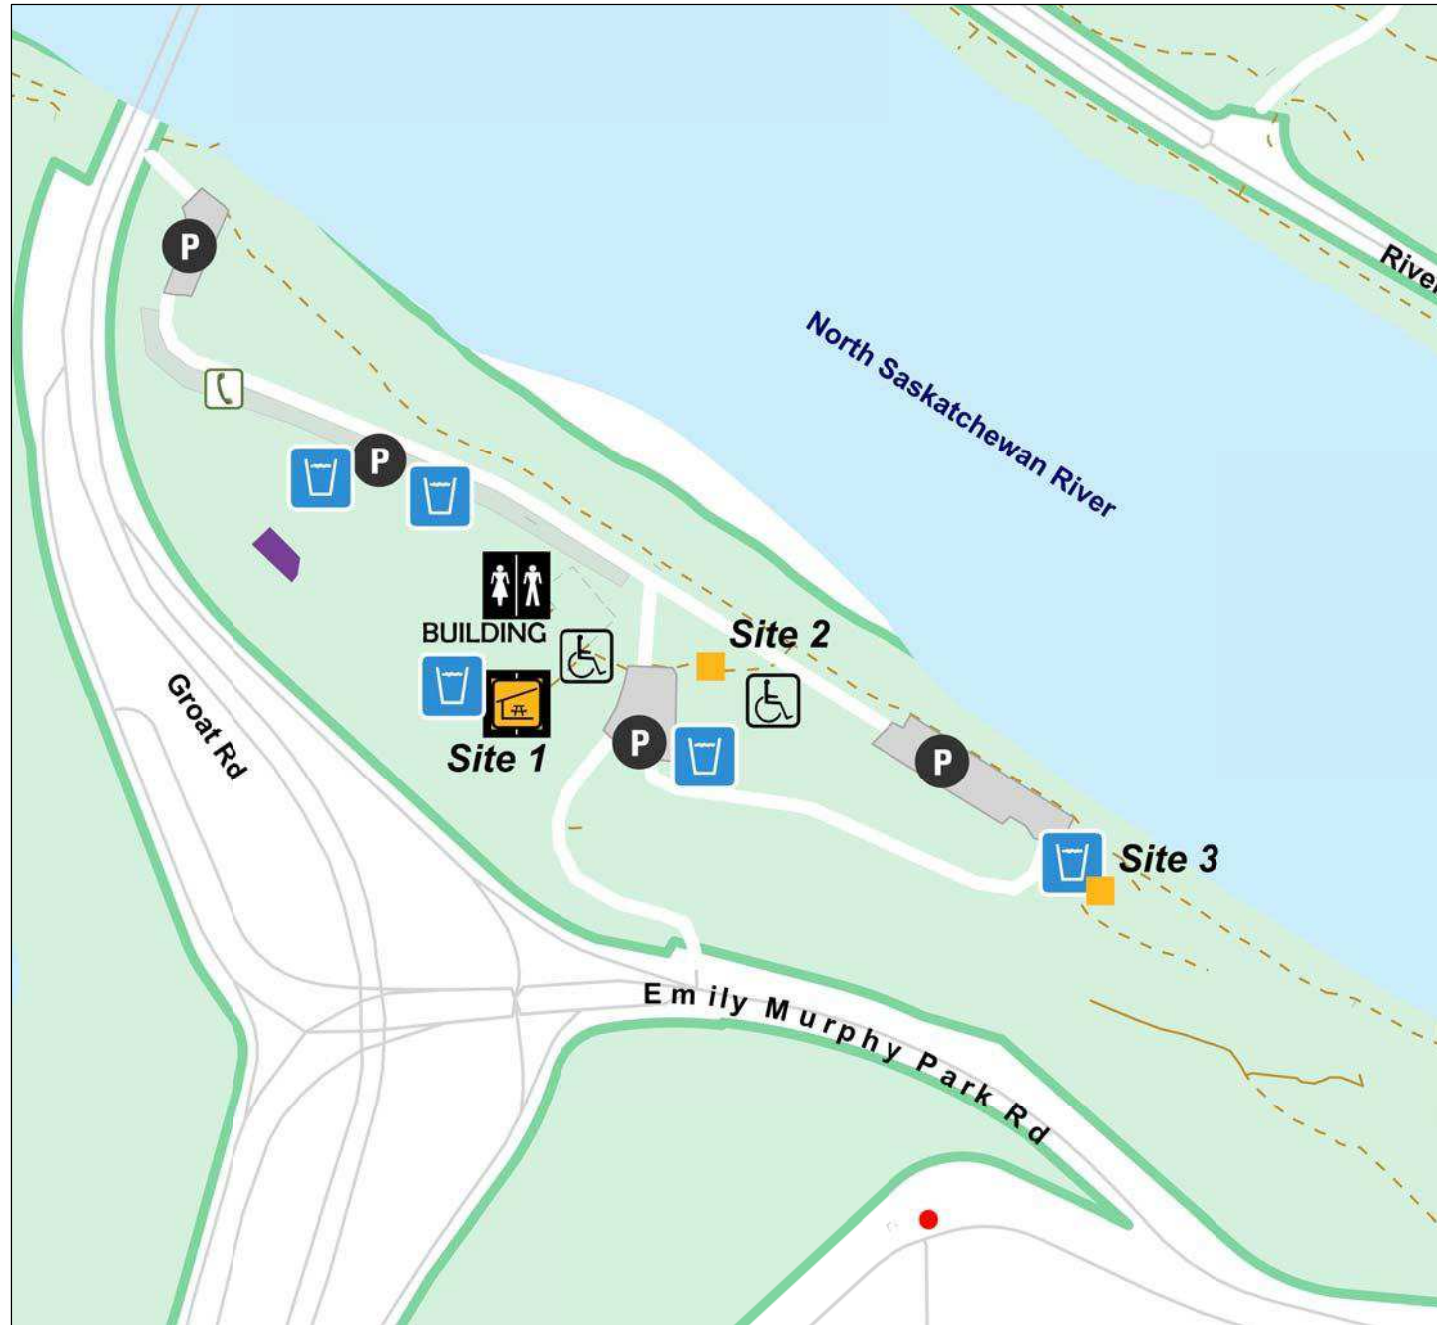 River
North Saskatchewan River
P
P
BUILDING
Site 2
Groat Rd
Site 1
P
P
Site 3
Emily Murphy Park Rd